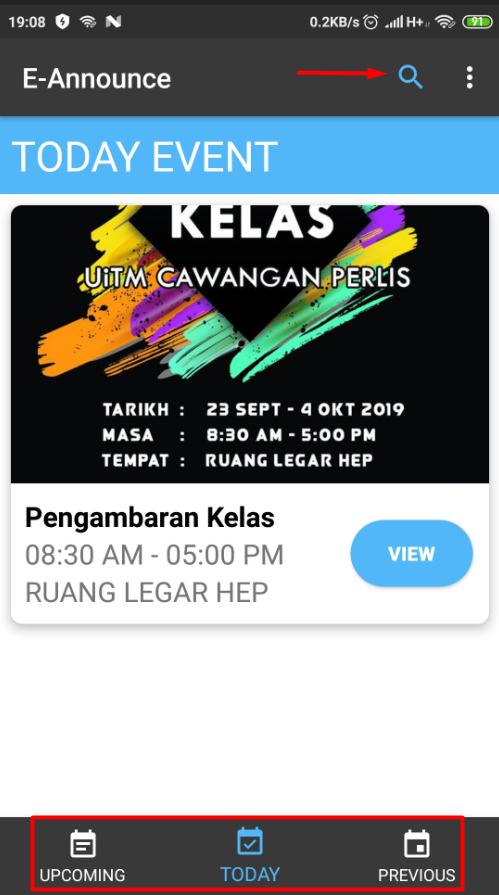 19:08 0.2KB/s H+ 91
E-Announce
TODAY EVENT
KELAS
UiTM CAWANGAN PERLIS
TARIKH : 23 SEPT - 4 OKT 2019
MASA : 8:30 AM - 5:00 PM
TEMPAT : RUANG LEGAR HEP
Pengambaran Kelas
08:30 AM - 05:00 PM
RUANG LEGAR HEP
VIEW
UPCOMING TODAY PREVIOUS